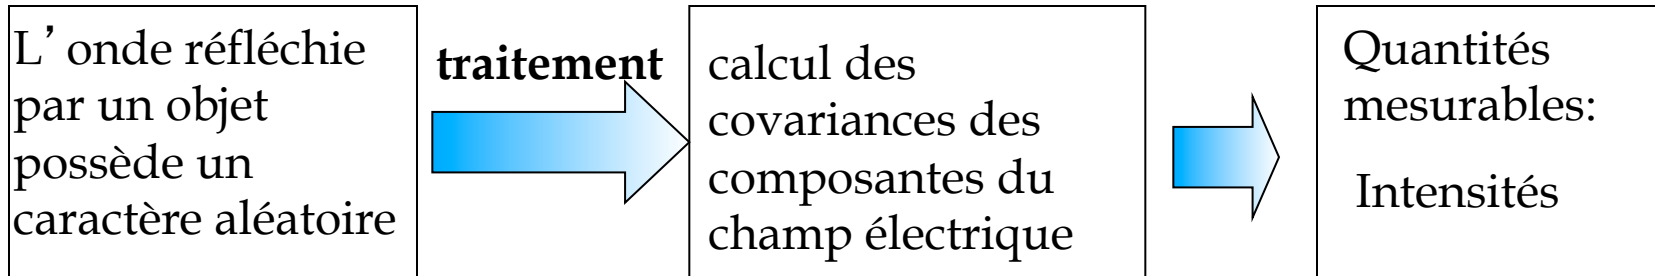 L’ onde réfléchie
par un objet
possède un
caractère aléatoire
traitement
calcul des
covariances des
composantes du
champ électrique
Quantités
mesurables:
Intensités